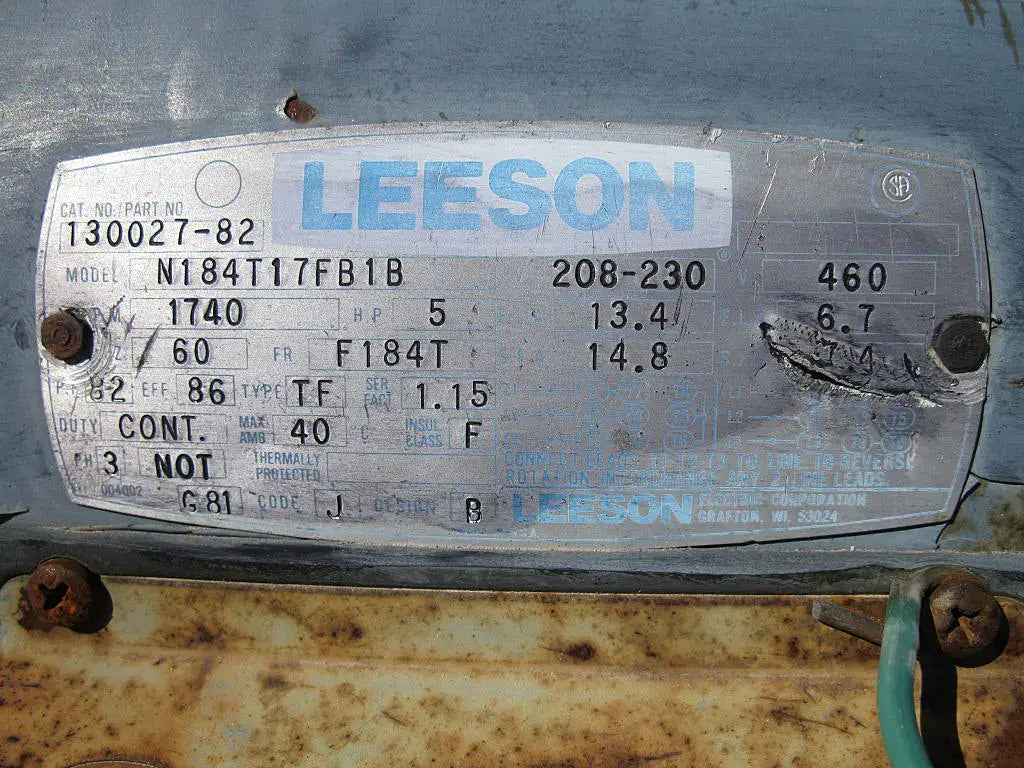 LEESON
CAT. NO./PART NO.
130027-82
MODEL N184T17FB1B 208-230 460
1740 HP 5 13.4 6.7
60 FR F184T S.F.A. 14.8
82 EFF 86 TYPE TF SER FACT 1.15
DUTY CONT. MAX AMB 40 C INSUL CLASS F
PH 3 NOT THERMALLY PROTECTED
CONNECT LEADS TO LINE TO REVERSE
ROTATION INTERCHANGE ANY 2 LINE LEADS
004002 G81 CODE J DESIGN B
LEESON ELECTRIC CORPORATION
GRAFTON, WI. 53024